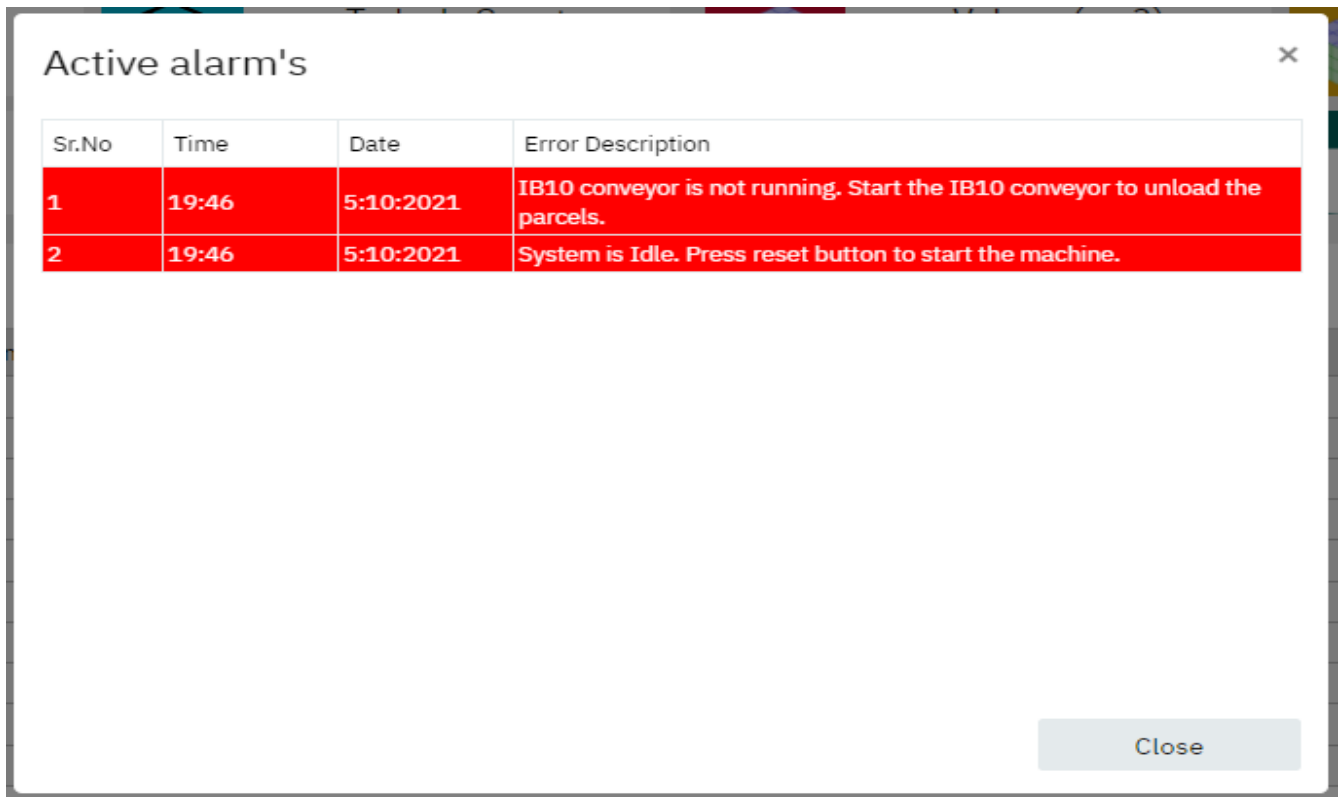 Active alarm's ×
Sr.No Time Date Error Description
1 19:46 5:10:2021 IB10 conveyor is not running. Start the IB10 conveyor to unload the
parcels.
2 19:46 5:10:2021 System is Idle. Press reset button to start the machine.
Close